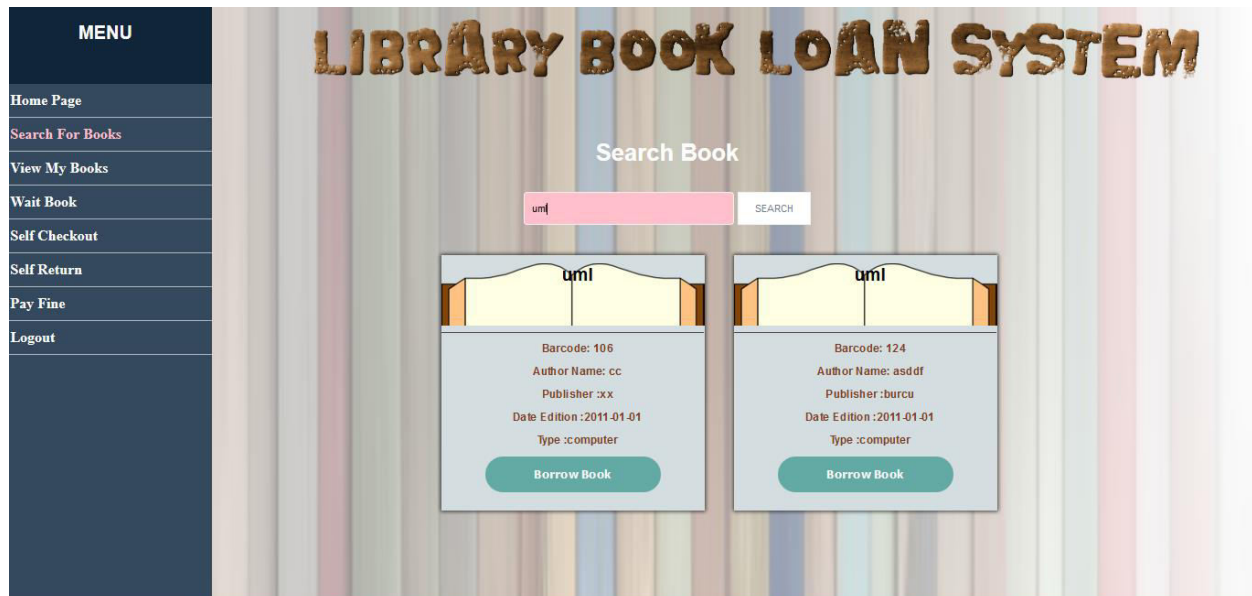 MENU
LIBRARY BOOK LOAN SYSTEM
Home Page
Search For Books
View My Books
Wait Book
Self Checkout
Self Return
Pay Fine
Logout
Search Book
uml
SEARCH
uml
Barcode: 106
Author Name: cc
Publisher :xx
Date Edition :2011-01-01
Type :computer
Borrow Book
uml
Barcode: 124
Author Name: asddf
Publisher :burcu
Date Edition :2011-01-01
Type :computer
Borrow Book